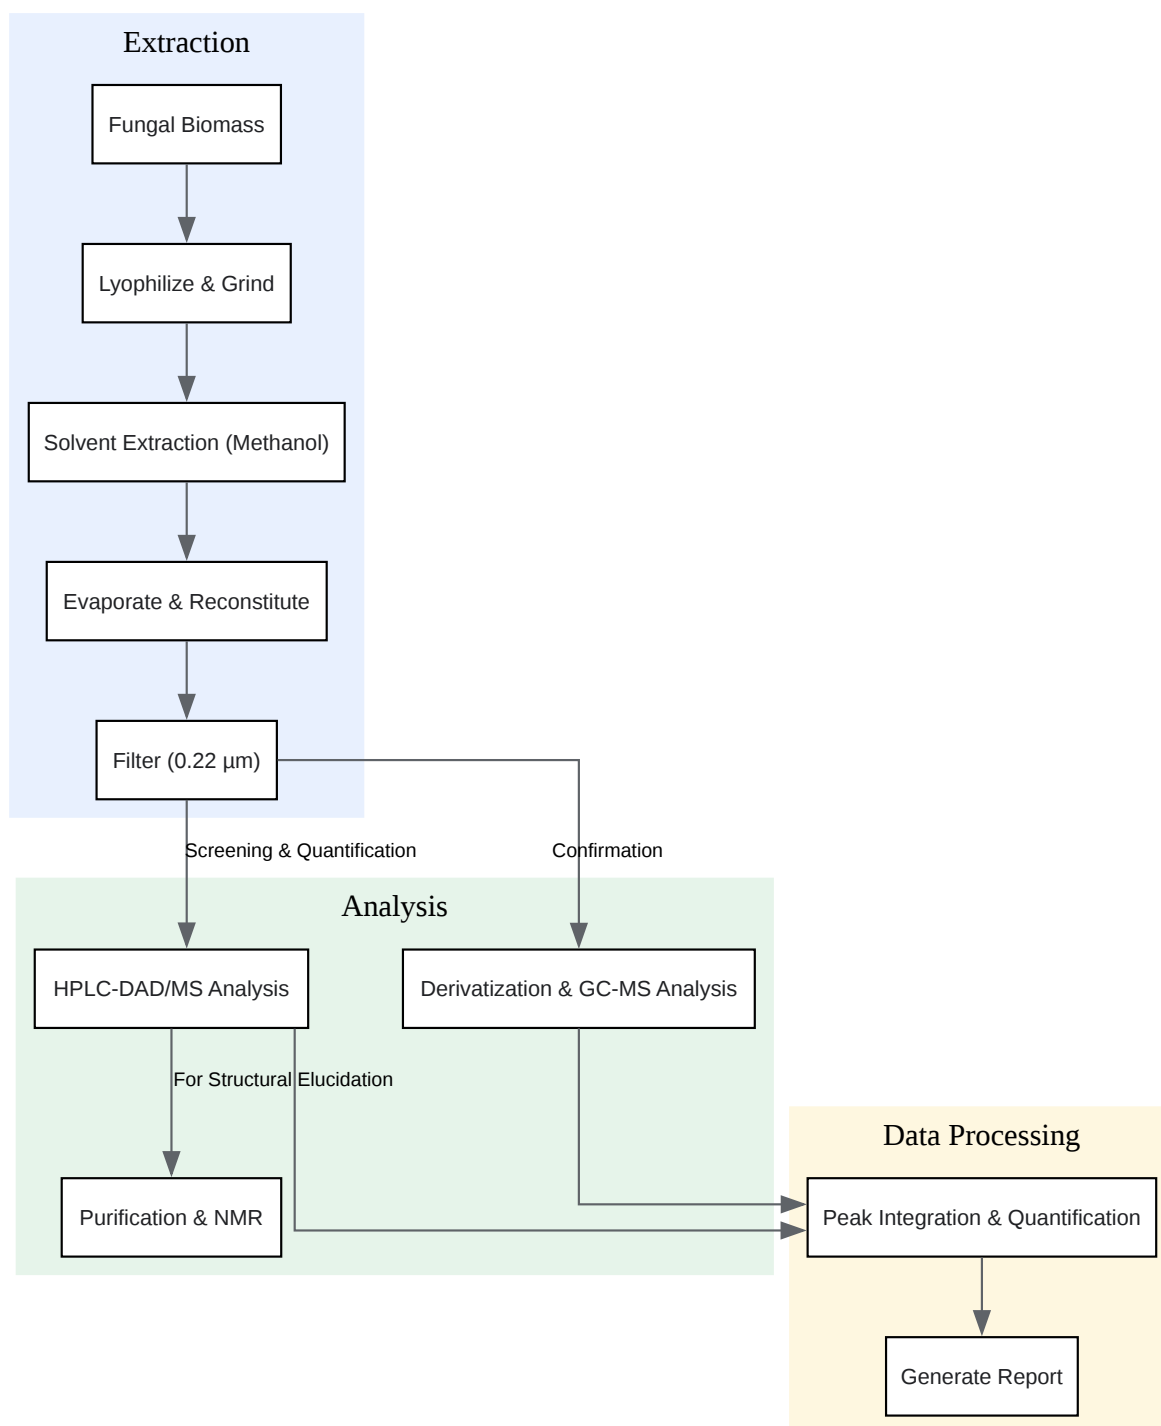 Extraction
Fungal Biomass
Lyophilize & Grind
Solvent Extraction (Methanol)
Evaporate & Reconstitute
Filter (0.22 µm)
Screening & Quantification
Confirmation
Analysis
HPLC-DAD/MS Analysis
Derivatization & GC-MS Analysis
For Structural Elucidation
Data Processing
Purification & NMR
Peak Integration & Quantification
Generate Report